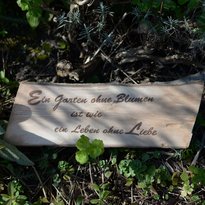 Ein Garten ohne Blumen
ist wie
ein Leben ohne Liebe